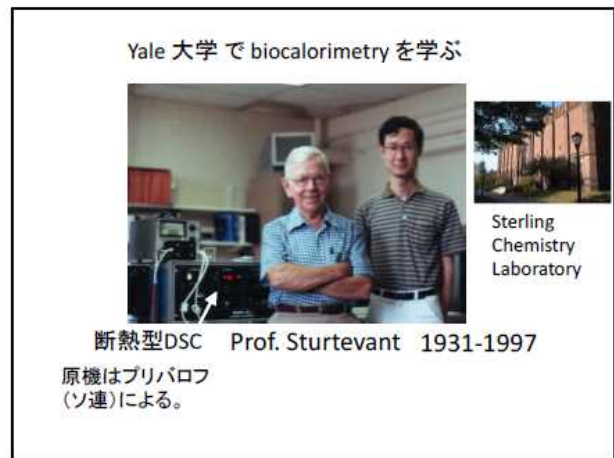 Yale 大学 で biocalorimetry を学ぶ
Sterling
Chemistry
Laboratory
断熱型DSC Prof. Sturtevant 1931-1997
原機はプリバロフ
(ソ連)による。